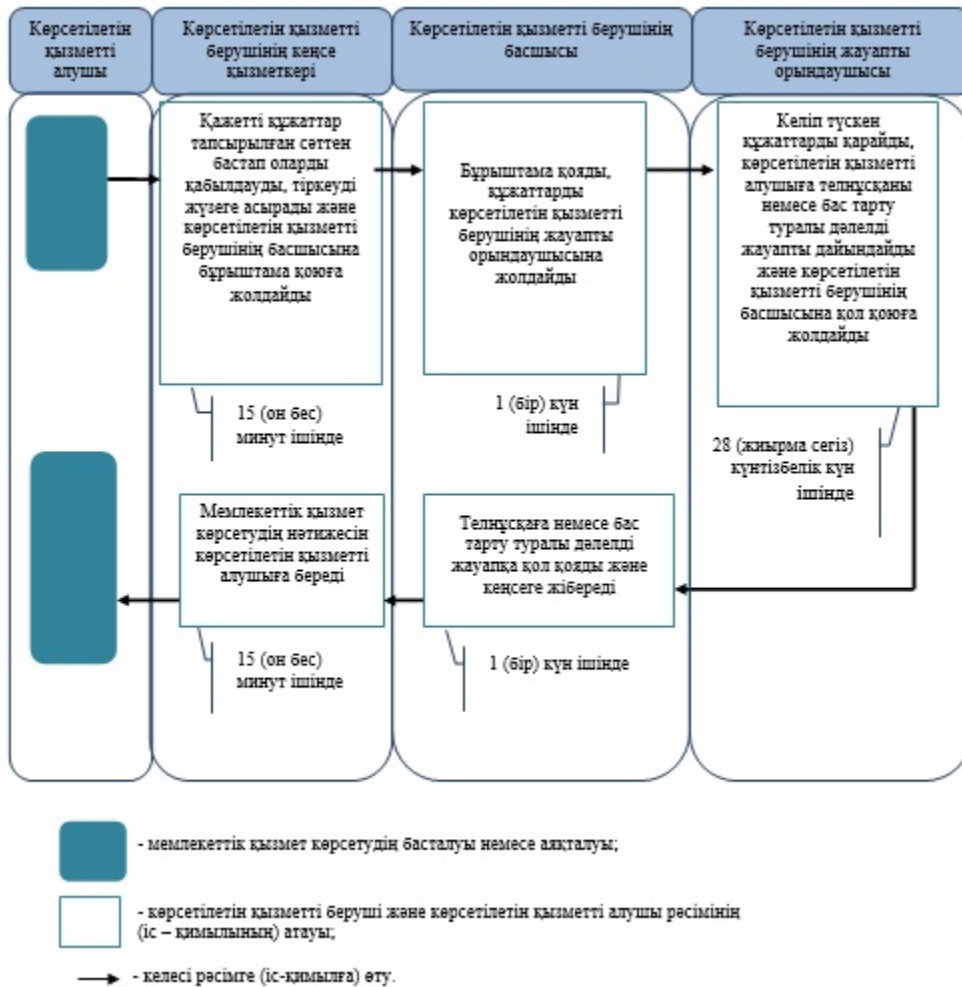 Көрсетілетін
қызметті
алушы
Көрсетілетін қызметті
берушінің кеңсе
қызметкері
Көрсетілетін қызметті берушінің
басшысы
Көрсетілетін қызметті
берушінің жауапты
орындаушысы
Қажетті құжаттар
тапсырылған сәттен
бастап оларды
қабылдауды, тіркеуді
жүзеге асырады және
көрсетілетін қызметті
берушінің басшысына
бұрыштама қоюға
жолдайды
Бұрыштама қояды,
құжаттарды
көрсетілетін қызметті
берушінің жауапты
орындаушысына
жолдайды
Келіп түскен
құжаттарды қарайды,
көрсетілетін қызметті
алушыға телнұсқаны
немесе бас тарту
туралы дәлелді
жауапты дайындайды
және көрсетілетін
қызметті берушінің
басшысына қол қоюға
жолдайды
15 (он бес)
минут ішінде
1 (бір) күн
ішінде
28 (жиырма сегіз)
күнтізбелік күн
ішінде
Мемлекеттік қызмет
көрсетудің нәтижесін
көрсетілетін қызметті
алушыға береді
Телнұсқаға немесе бас
тарту туралы дәлелді
жауапқа қол қояды және
кеңсеге жібереді
15 (он бес)
минут ішінде
1 (бір) күн ішінде
- мемлекеттік қызмет көрсетудің басталуы немесе аяқталуы;
- көрсетілетін қызметті беруші және көрсетілетін қызметті алушы рәсімінің
(іс – қимылының) атауы;
- келесі рәсімге (іс-қимылға) өту.